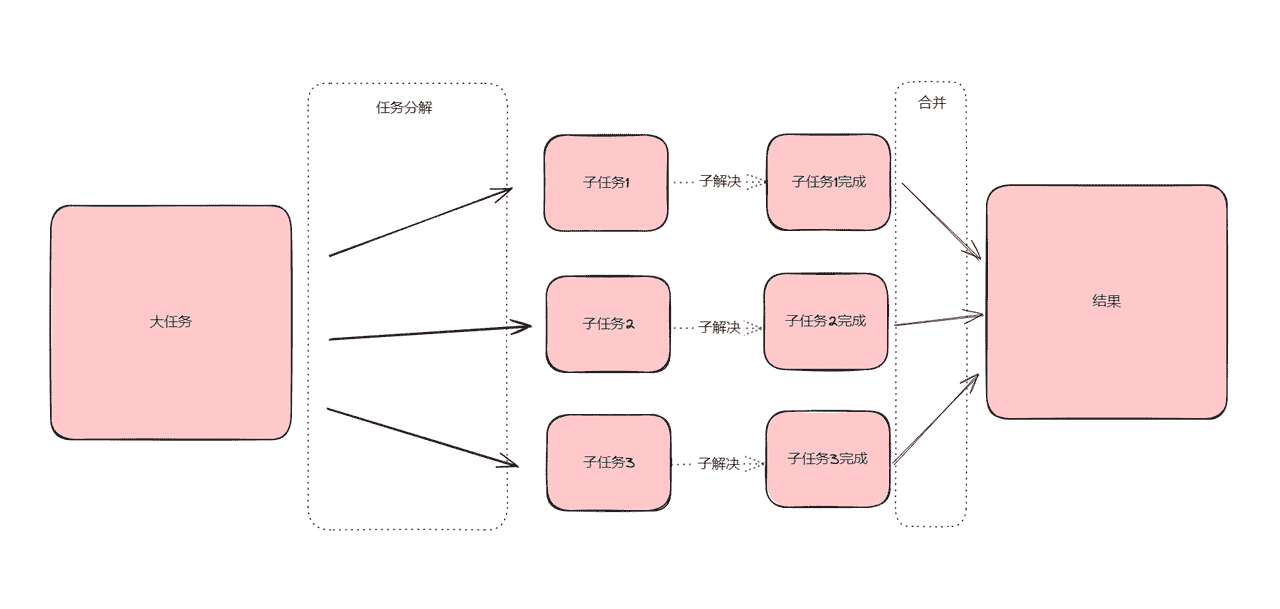 任务分解
合并
子任务1
子解决
子任务1完成
大任务
子任务2
子解决
子任务2完成
结果
子任务3
子解决
子任务3完成